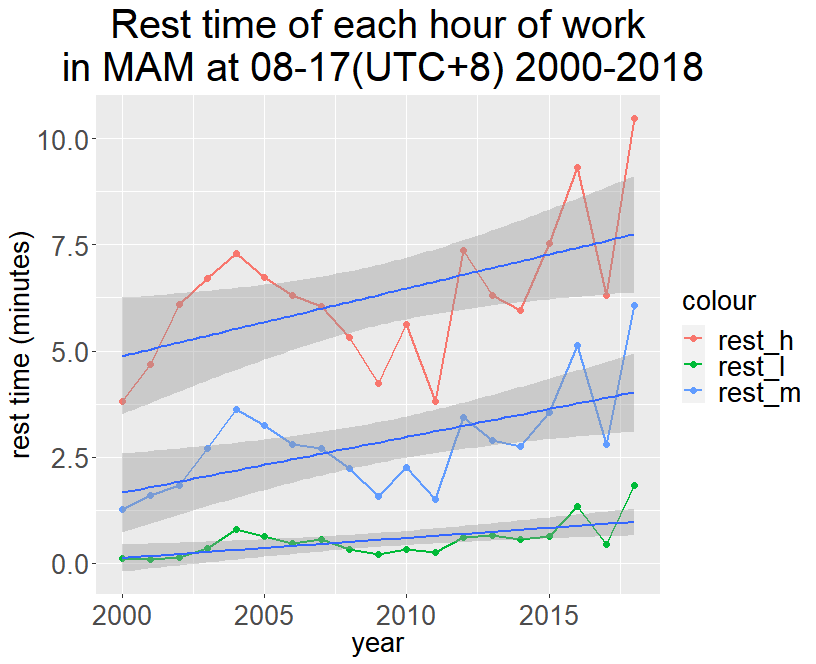 Rest time of each hour of work
in MAM at 08-17(UTC+8) 2000-2018
rest time (minutes)
10.0
7.5
5.0
2.5
0.0
2000
2005
2010
2015
year
colour
rest_h
rest_l
rest_m